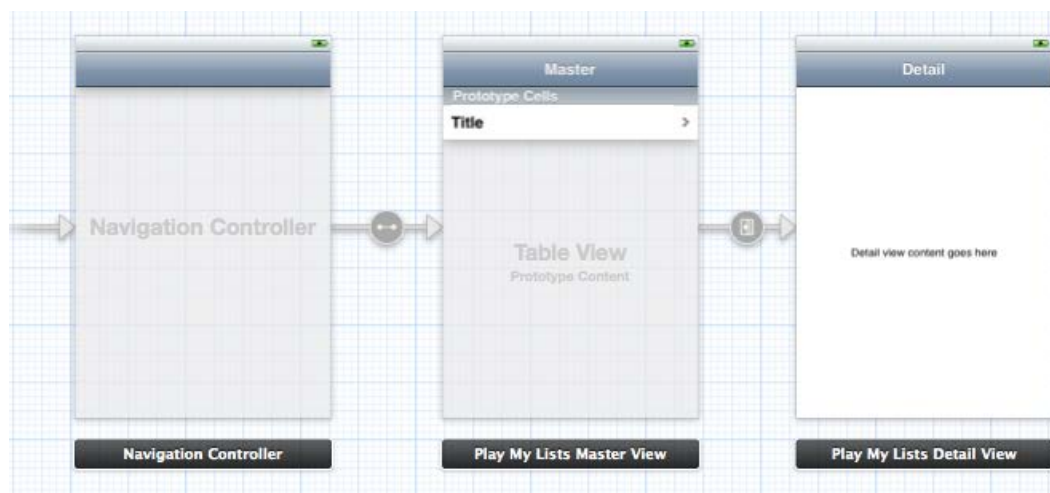 Navigation Controller
Navigation Controller
Master
Prototype Cells
Title
Table View
Prototype Content
Play My Lists Master View
Detail
Detail view content goes here
Play My Lists Detail View